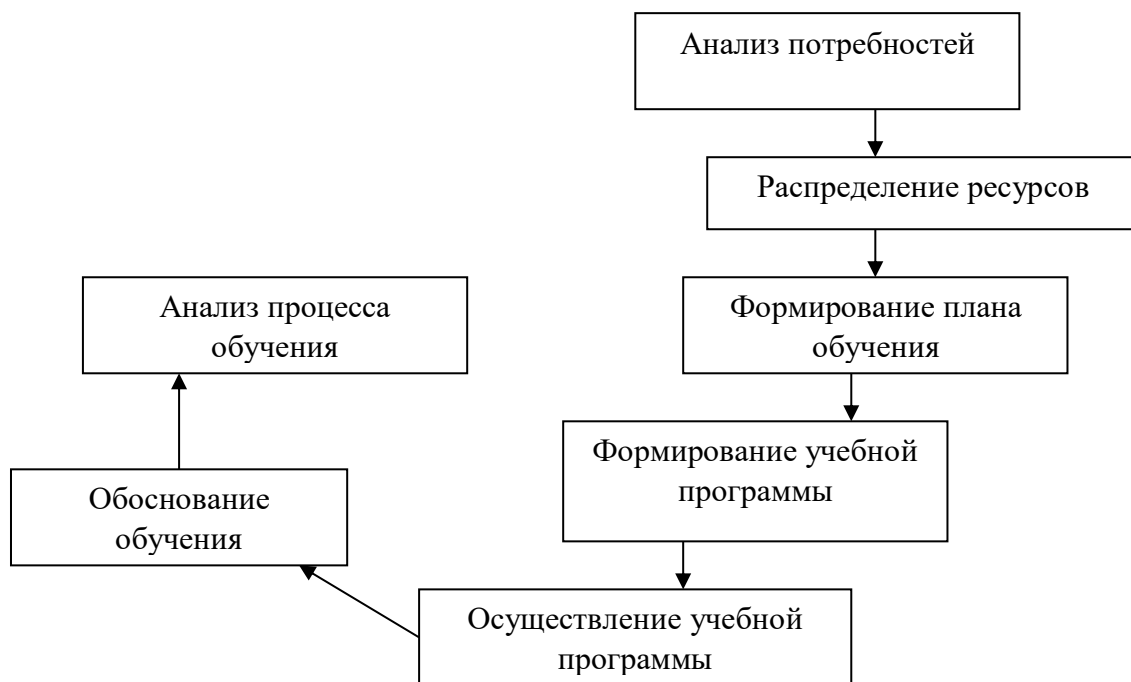 Анализ потребностей
Распределение ресурсов
Формирование плана
обучения
Формирование учебной
программы
Осуществление учебной
программы
Обоснование
обучения
Анализ процесса
обучения